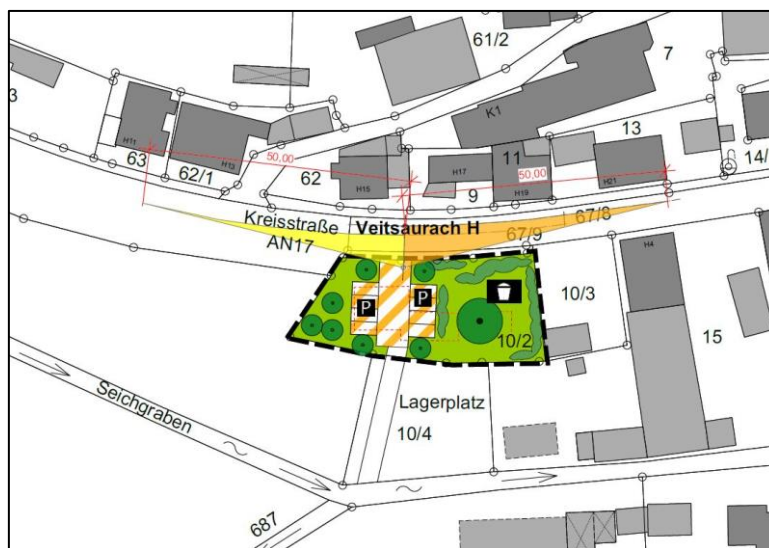 61/2
7
3
K1
H11
63
H13
62/1
50,00
62
H15
H17
9
11
H19
50,00
13
H21
14/
Kreisstraße
AN17
Veitsaurach H
67/9
67/8
H4
P
P
10/2
10/3
15
Seichgraben
Lagerplatz
10/4
687